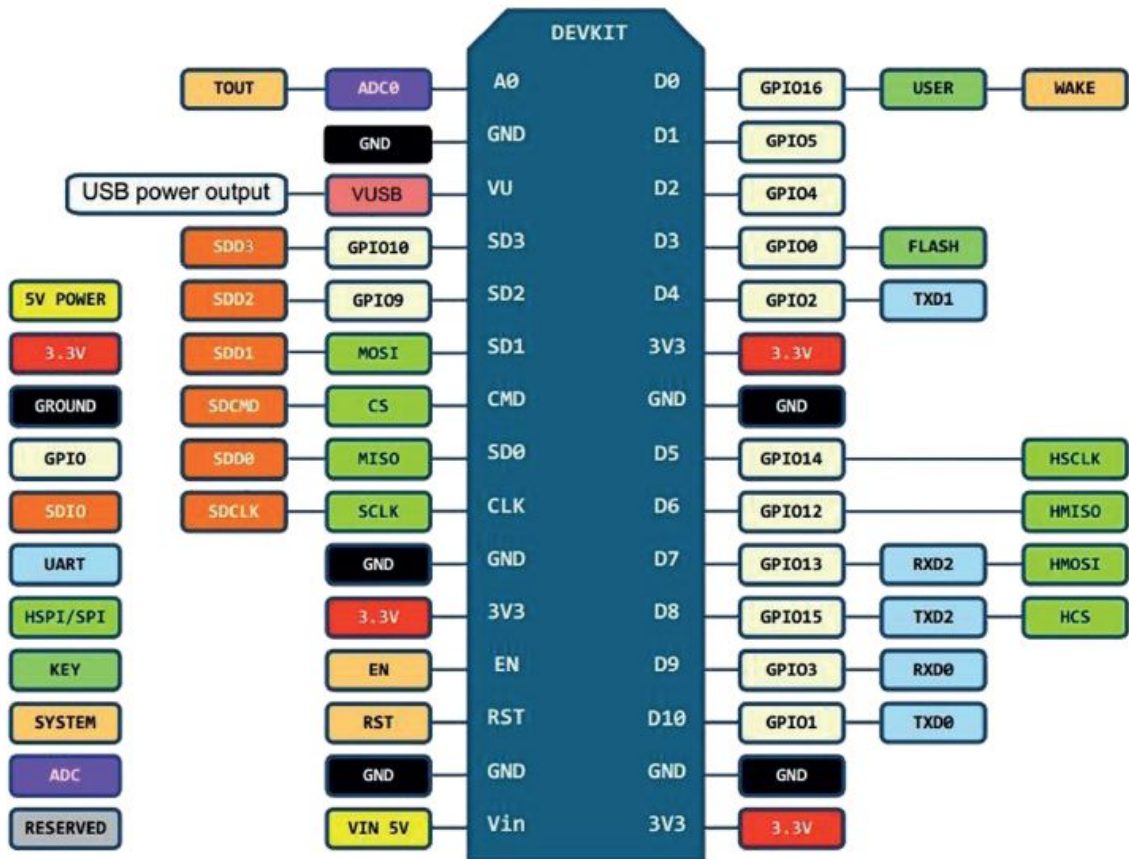 DEVKIT
TOUT ADC0 A0 D0 GPIO16 USER WAKE
GND GND D1 GPIO5
USB power output VUSB VU D2 GPIO4
SDD3 GPIO10 SD3 D3 GPIO0 FLASH
5V POWER SDD2 GPIO9 SD2 D4 GPIO2 TXD1
3.3V SDD1 MOSI SD1 3V3 3.3V
GROUND SDCMD CS CMD GND GND
GPIO SDD0 MISO SD0 D5 GPIO14 HSCLK
SDIO SDCLK SCLK CLK D6 GPIO12 HMISO
UART GND GND D7 GPIO13 RXD2 HMOSI
HSPI/SPI 3.3V 3V3 D8 GPIO15 TXD2 HCS
KEY EN EN D9 GPIO3 RXD0
SYSTEM RST RST D10 GPIO1 TXD0
ADC GND GND GND GND
RESERVED VIN 5V Vin 3V3 3.3V